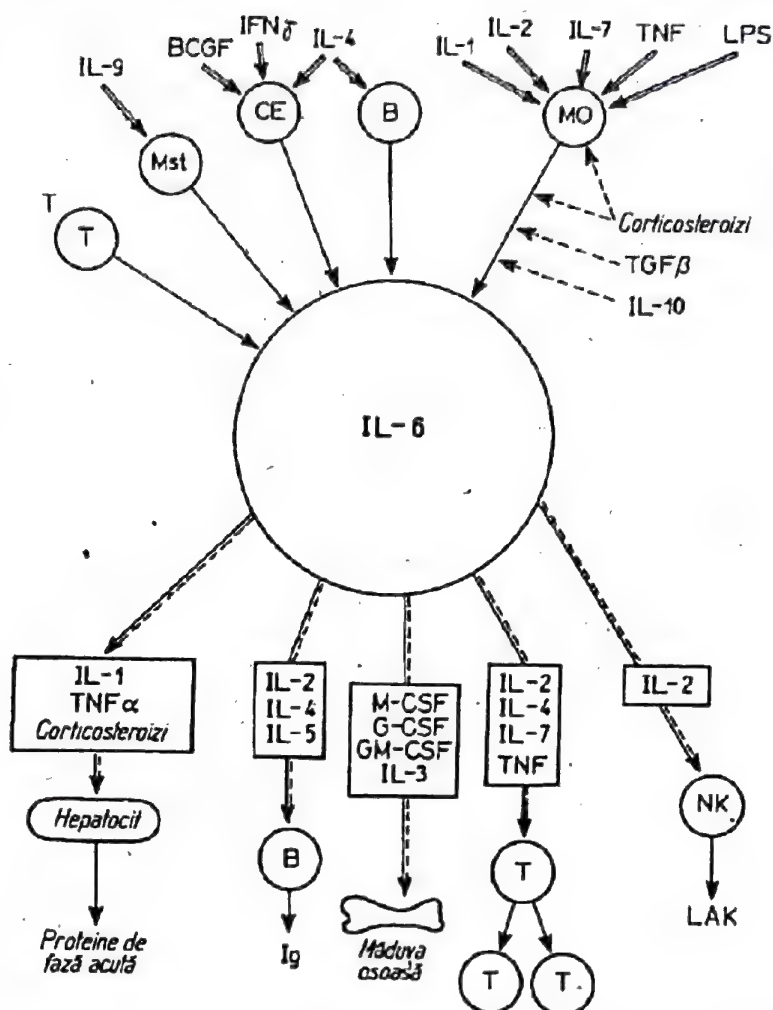 IFNγ
BCGF
IL-4
IL-9
IL-1
IL-2
IL-7
TNF
LPS
CE
B
MO
Mst
T
T
Corticosteroizi
TGFβ
IL-10
IL-6
IL-1
TNFα
Corticosteroizi
Hepatocit
Proteine de
fază acută
IL-2
IL-4
IL-5
B
Ig
M-CSF
G-CSF
GM-CSF
IL-3
Măduva
osoasă
IL-2
IL-4
IL-7
TNF
T
T
T
IL-2
NK
LAK